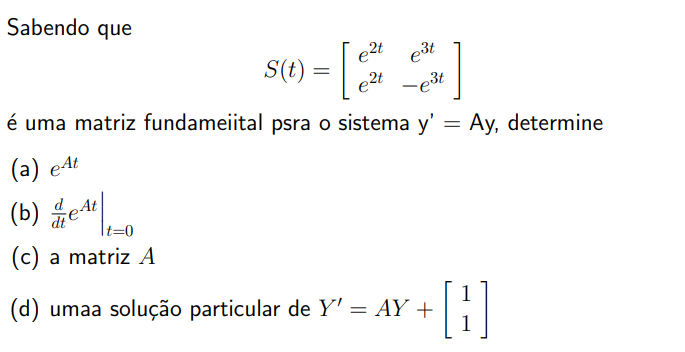 Sabendo que
S(t) = [ e^{2t} e^{3t} ; e^{2t} −e^{3t} ]
é uma matriz fundameiital psra o sistema y' = Ay, determine
(a) e^{At}
(b) d/dt e^{At}|_{t=0}
(c) a matriz A
(d) umaa solução particular de Y' = AY + [ 1 ; 1 ]